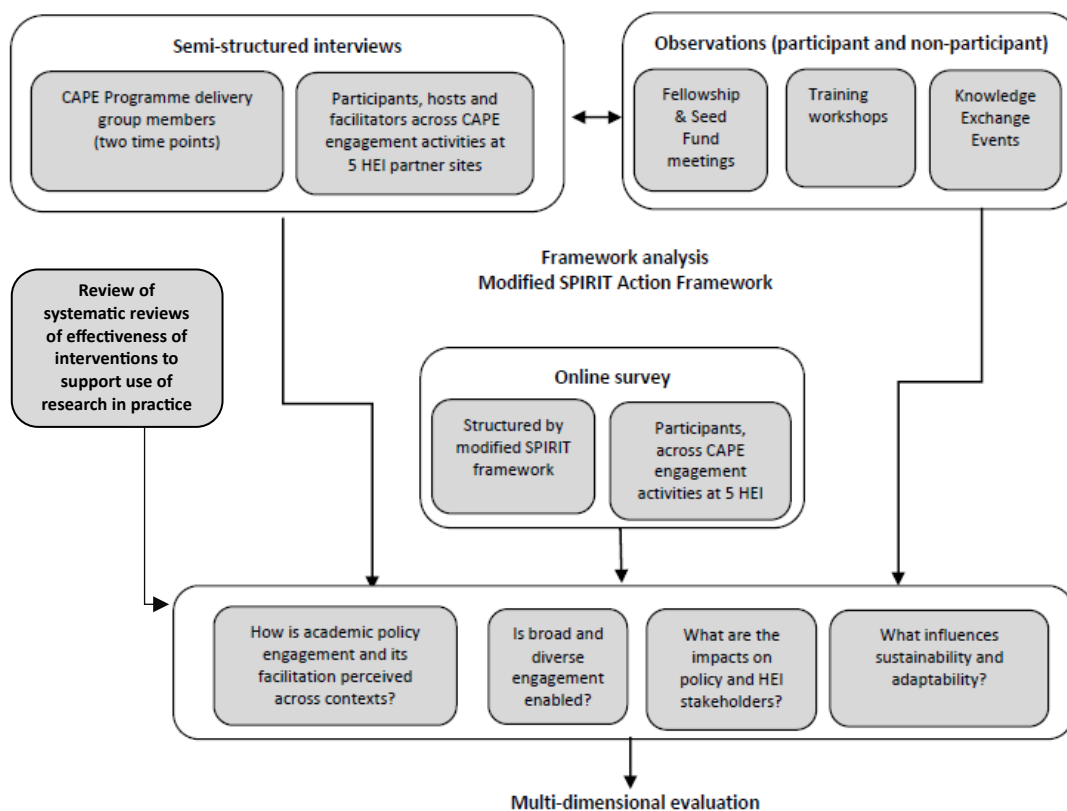 Semi-structured interviews
CAPE Programme delivery
group members
(two time points)
Participants, hosts and
facilitators across CAPE
engagement activities at
5 HEI partner sites
Observations (participant and non-participant)
Fellowship
& Seed
Fund
meetings
Training
workshops
Knowledge
Exchange
Events
Framework analysis
Modified SPIRIT Action Framework
Review of
systematic reviews
of effectiveness of
interventions to
support use of
research in practice
Online survey
Structured by
modified SPIRIT
framework
Participants,
across CAPE
engagement
activities at 5 HEI
How is academic policy
engagement and its
facilitation perceived
across contexts?
Is broad and
diverse
engagement
enabled?
What are the
impacts on
policy and HEI
stakeholders?
What influences
sustainability and
adaptability?
Multi-dimensional evaluation